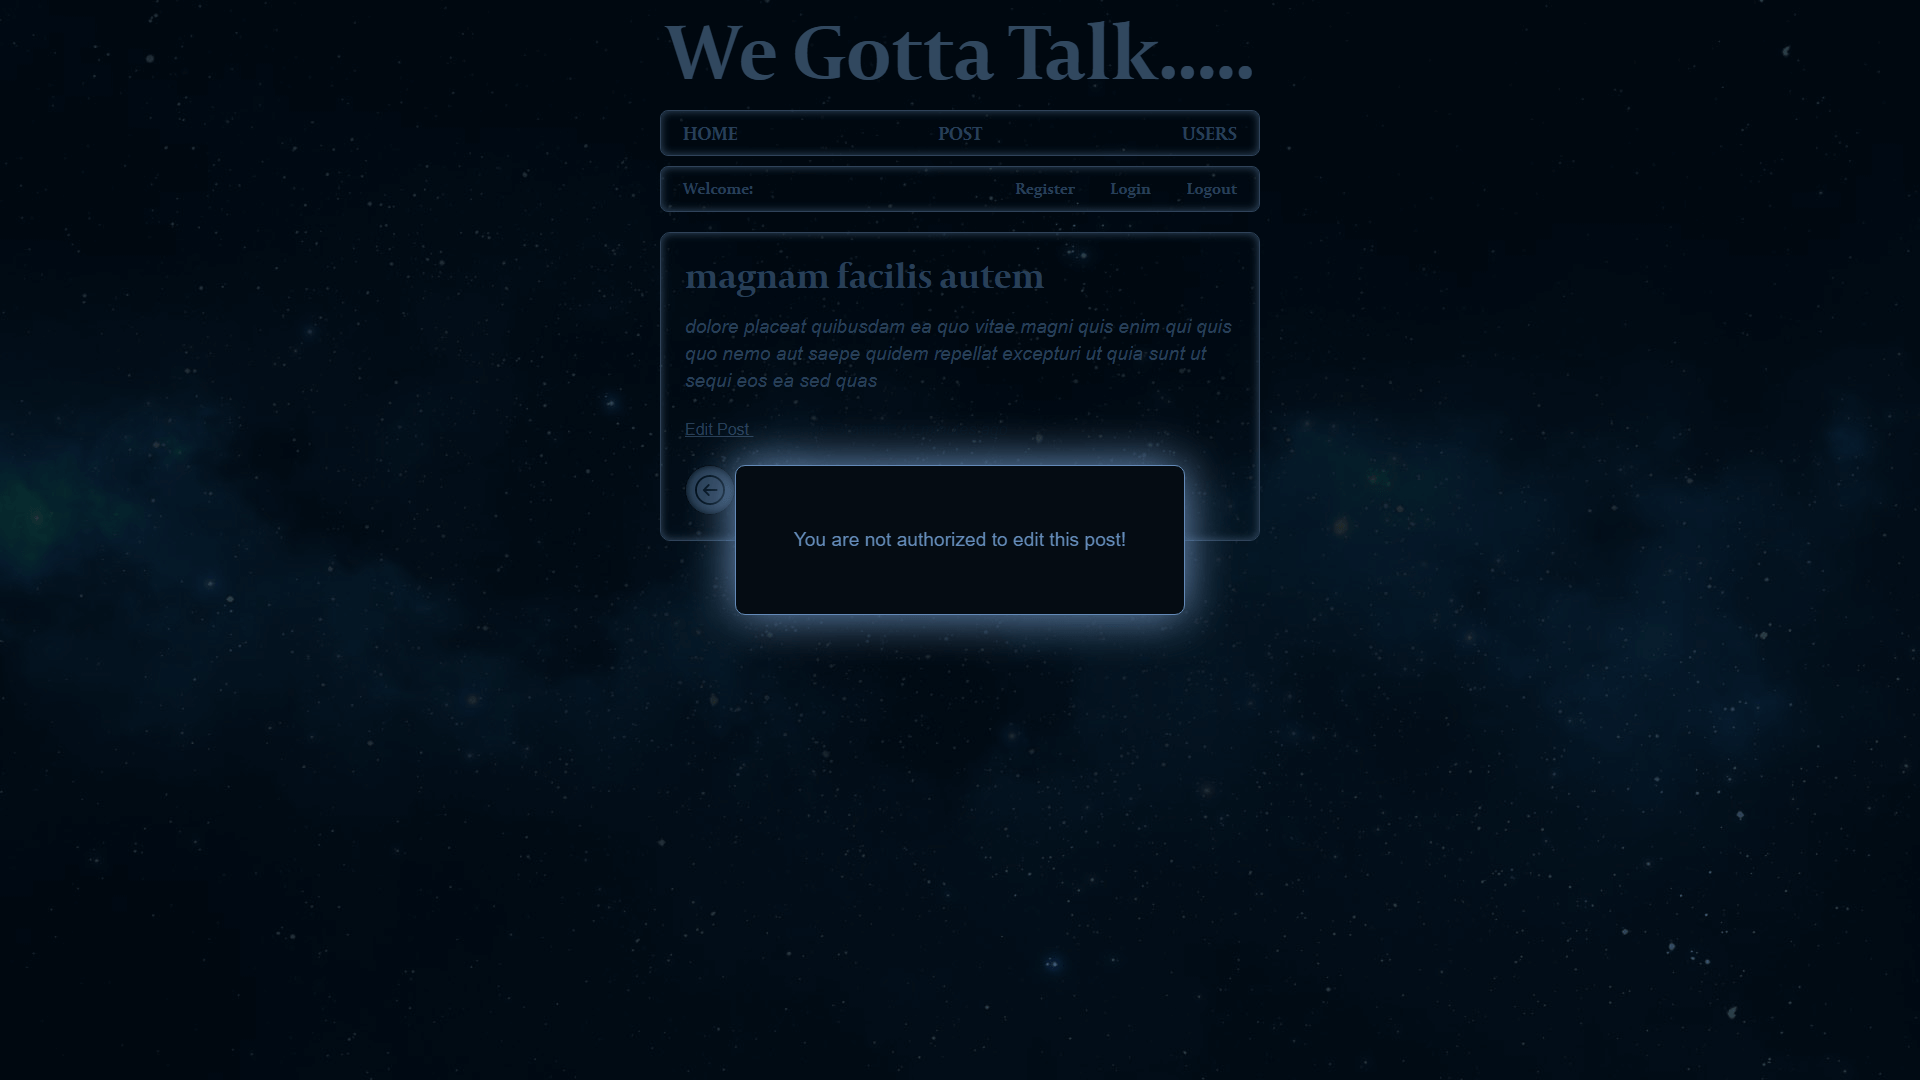 We Gotta Talk.....
HOME POST USERS
Welcome: Register Login Logout
magnam facilis autem
dolore placeat quibusdam ea quo vitae magni quis enim qui quis
quo nemo aut saepe quidem repellat excepturi ut quia sunt ut
sequi eos ea sed quas
Edit Post
You are not authorized to edit this post!